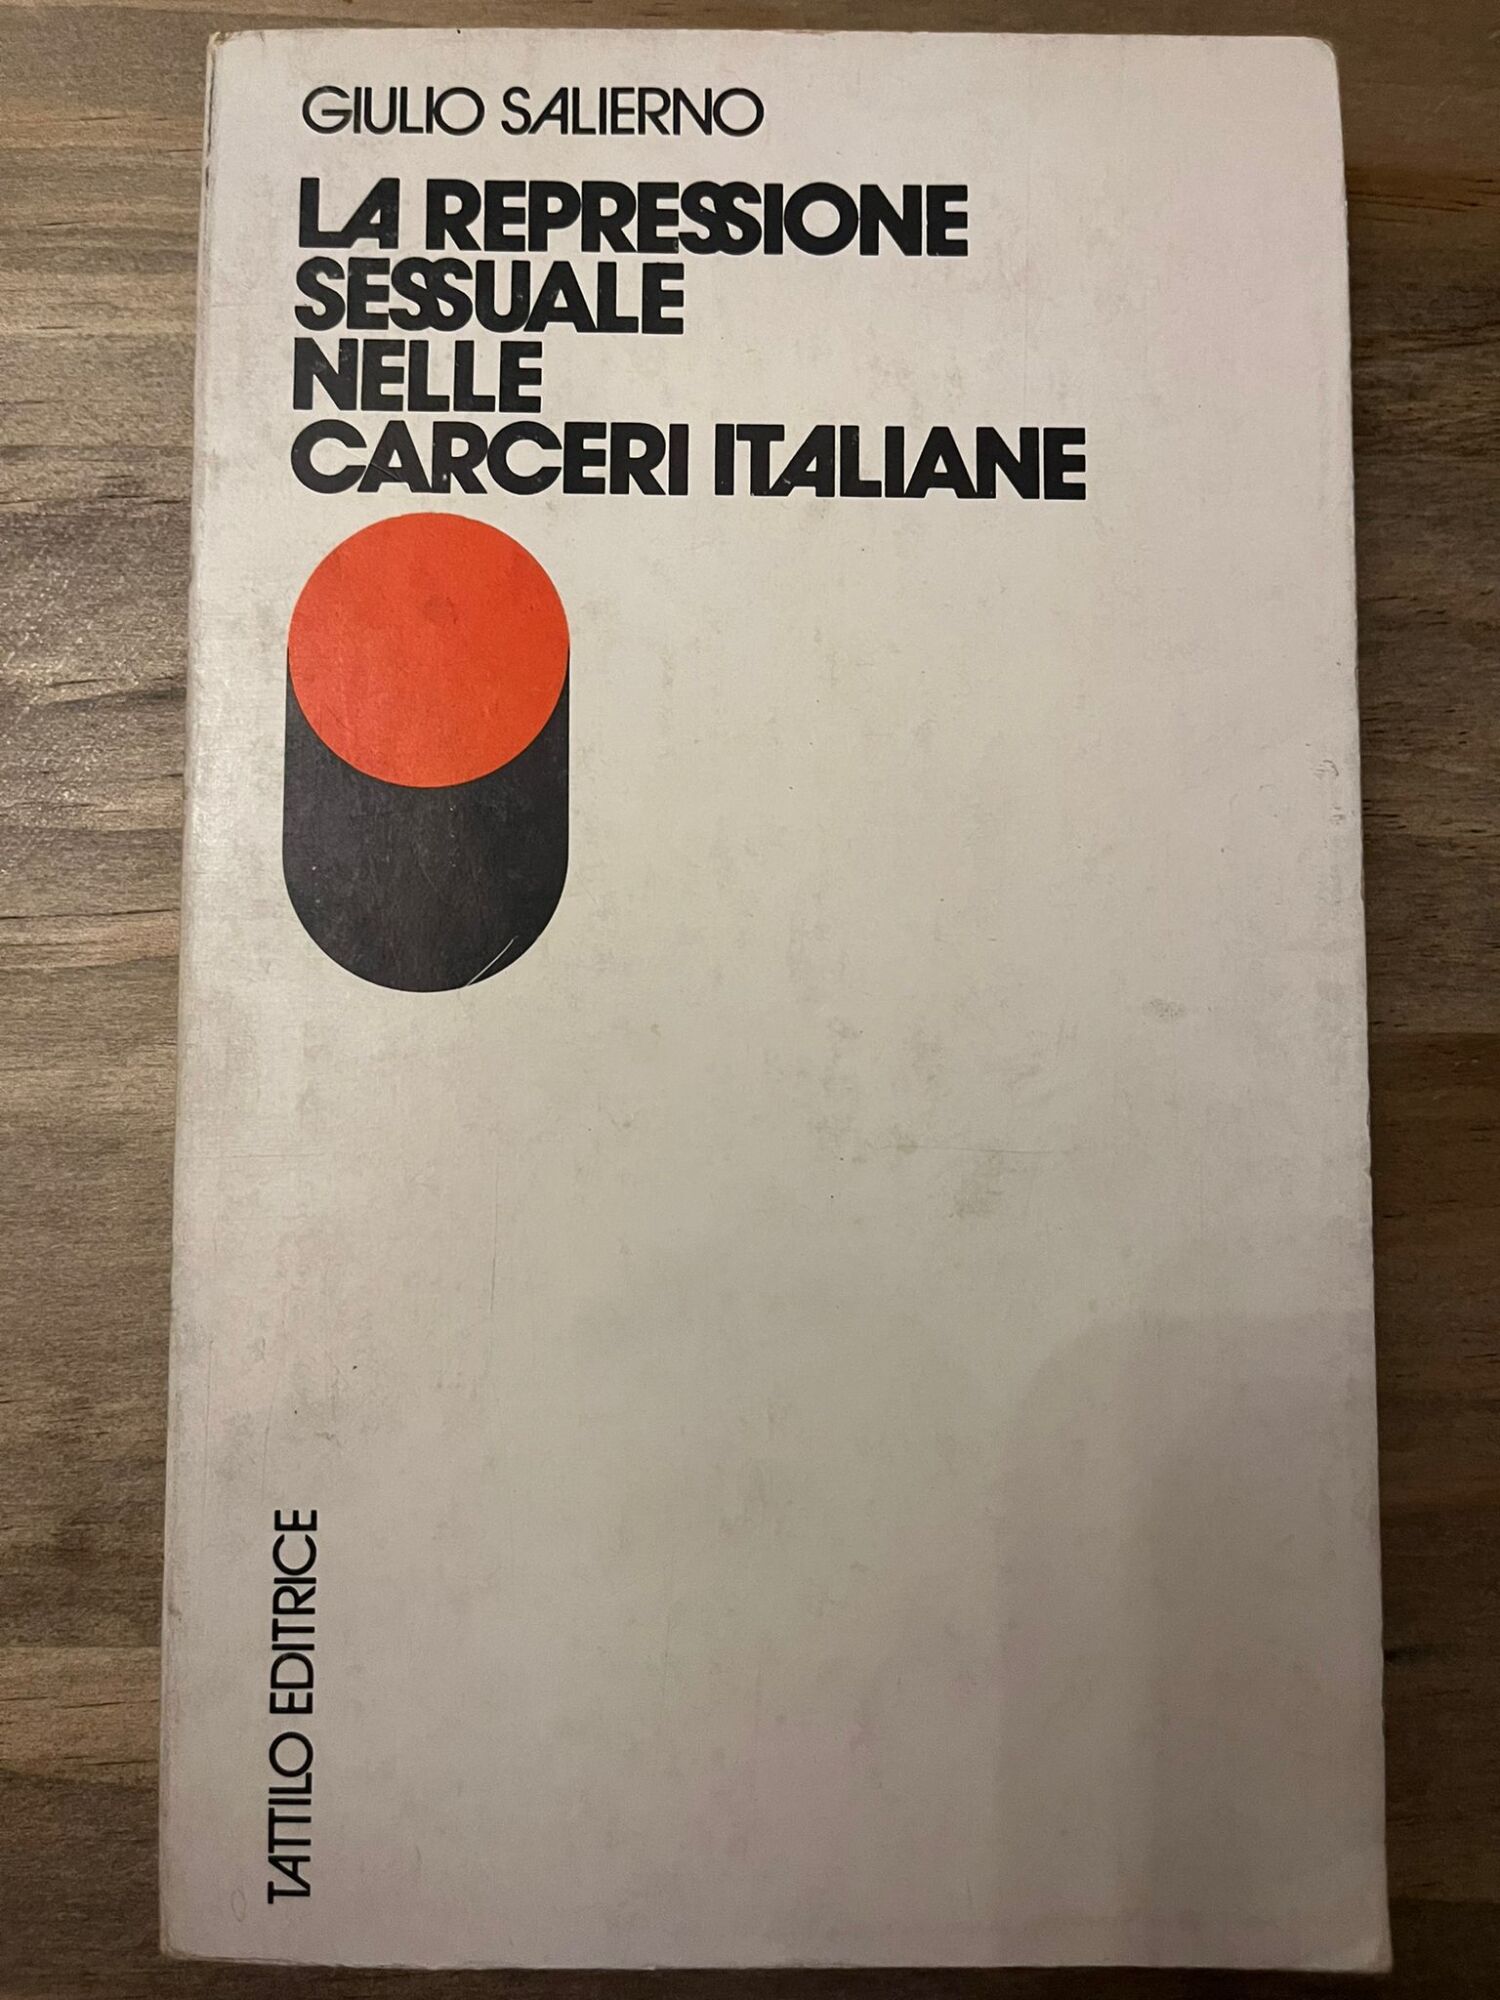 GIULIO SALIERNO
LA REPRESSIONE
SESSUALE
NELLE
CARCERI ITALIANE
TATTILO EDITRICE